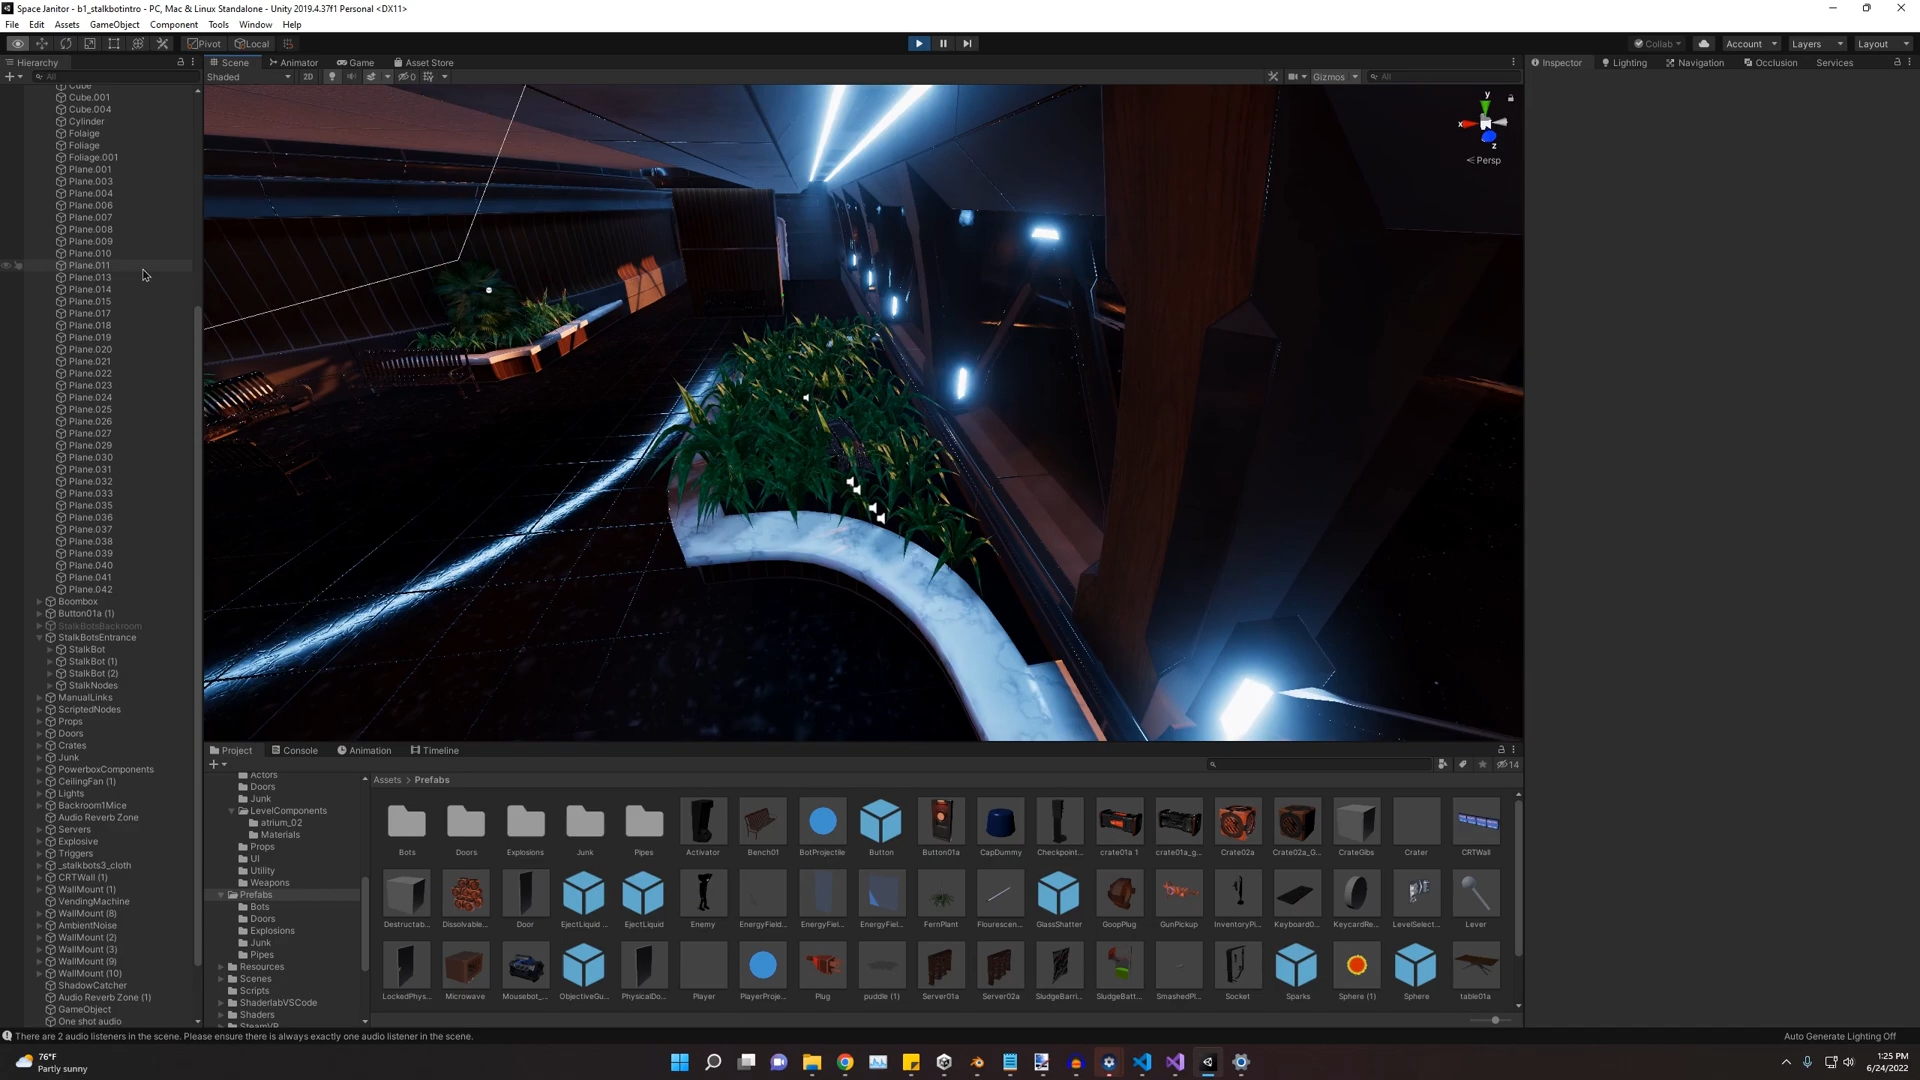 Space Janitor - b1_stalkbotintro - PC, Mac & Linux Standalone - Unity 2019.4.37f1 Personal <DX11>
File Edit Assets GameObject Component Tools Window Help
Pivot Local Collab Account Layers Layout
Hierarchy Scene Animator Game Asset Store Inspector Lighting Navigation Occlusion Services
All Shaded 2D 0 Gizmos All
Cube
Cube.001
Cube.004
Cylinder
Folaige
Foliage
Foliage.001
Plane.001
Plane.003
Plane.004
Plane.006
Plane.007
Plane.008
Plane.009
Plane.010
Plane.011
Plane.013
Plane.014
Plane.015
Plane.017
Plane.018
Plane.019
Plane.020
Plane.021
Plane.022
Plane.023
Plane.024
Plane.025
Plane.026
Plane.027
Plane.029
Plane.030
Plane.031
Plane.032
Plane.033
Plane.035
Plane.036
Plane.037
Plane.038
Plane.039
Plane.040
Plane.041
Plane.042
Boombox
Button01a (1)
StalkBotsBackroom
StalkBotsEntrance
StalkBot
StalkBot (1)
StalkBot (2)
StalkNodes
ManualLinks
ScriptedNodes
Props
Doors
Crates
Junk
PowerboxComponents
CeilingFan (1)
Lights
Backroom1Mice
Audio Reverb Zone
Servers
Explosive
Triggers
_stalkbots3_cloth
CRTWall (1)
WallMount (1)
VendingMachine
WallMount (8)
AmbientNoise
WallMount (2)
WallMount (3)
WallMount (9)
WallMount (10)
ShadowCatcher
Audio Reverb Zone (1)
GameObject
One shot audio
y
x
z
Persp
Project Console Animation Timeline
14
Actors
Doors
Junk
LevelComponents
atrium_02
Materials
Props
UI
Utility
Weapons
Prefabs
Bots
Doors
Explosions
Junk
Pipes
Resources
Scenes
Scripts
ShaderlabVSCode
Shaders
SteamVR
Assets > Prefabs
Bots Doors Explosions Junk Pipes Activator Bench01 BotProjectile Button Button01a CapDummy Checkpoint... crate01a 1 crate01a_g... Crate02a Crate02a_G... CrateGibs Crater CRTWall
Destructab... Dissolvable... Door EjectLiquid ... EjectLiquid Enemy EnergyField... EnergyFiel... EnergyFiel... FernPlant Flourescen... GlassShatter GoopPlug GunPickup InventoryPi... Keyboard0... KeycardRe... LevelSelect... Lever
LockedPhys... Microwave Mousebot_... ObjectiveGu... PhysicalDo... Player PlayerProje... Plug puddle (1) Server01a Server02a SludgeBarri... SludgeBatt... SmashedPl... Socket Sparks Sphere (1) Sphere table01a
There are 2 audio listeners in the scene. Please ensure there is always exactly one audio listener in the scene.
Auto Generate Lighting Off
76°F
Partly sunny
1:25 PM
6/24/2022